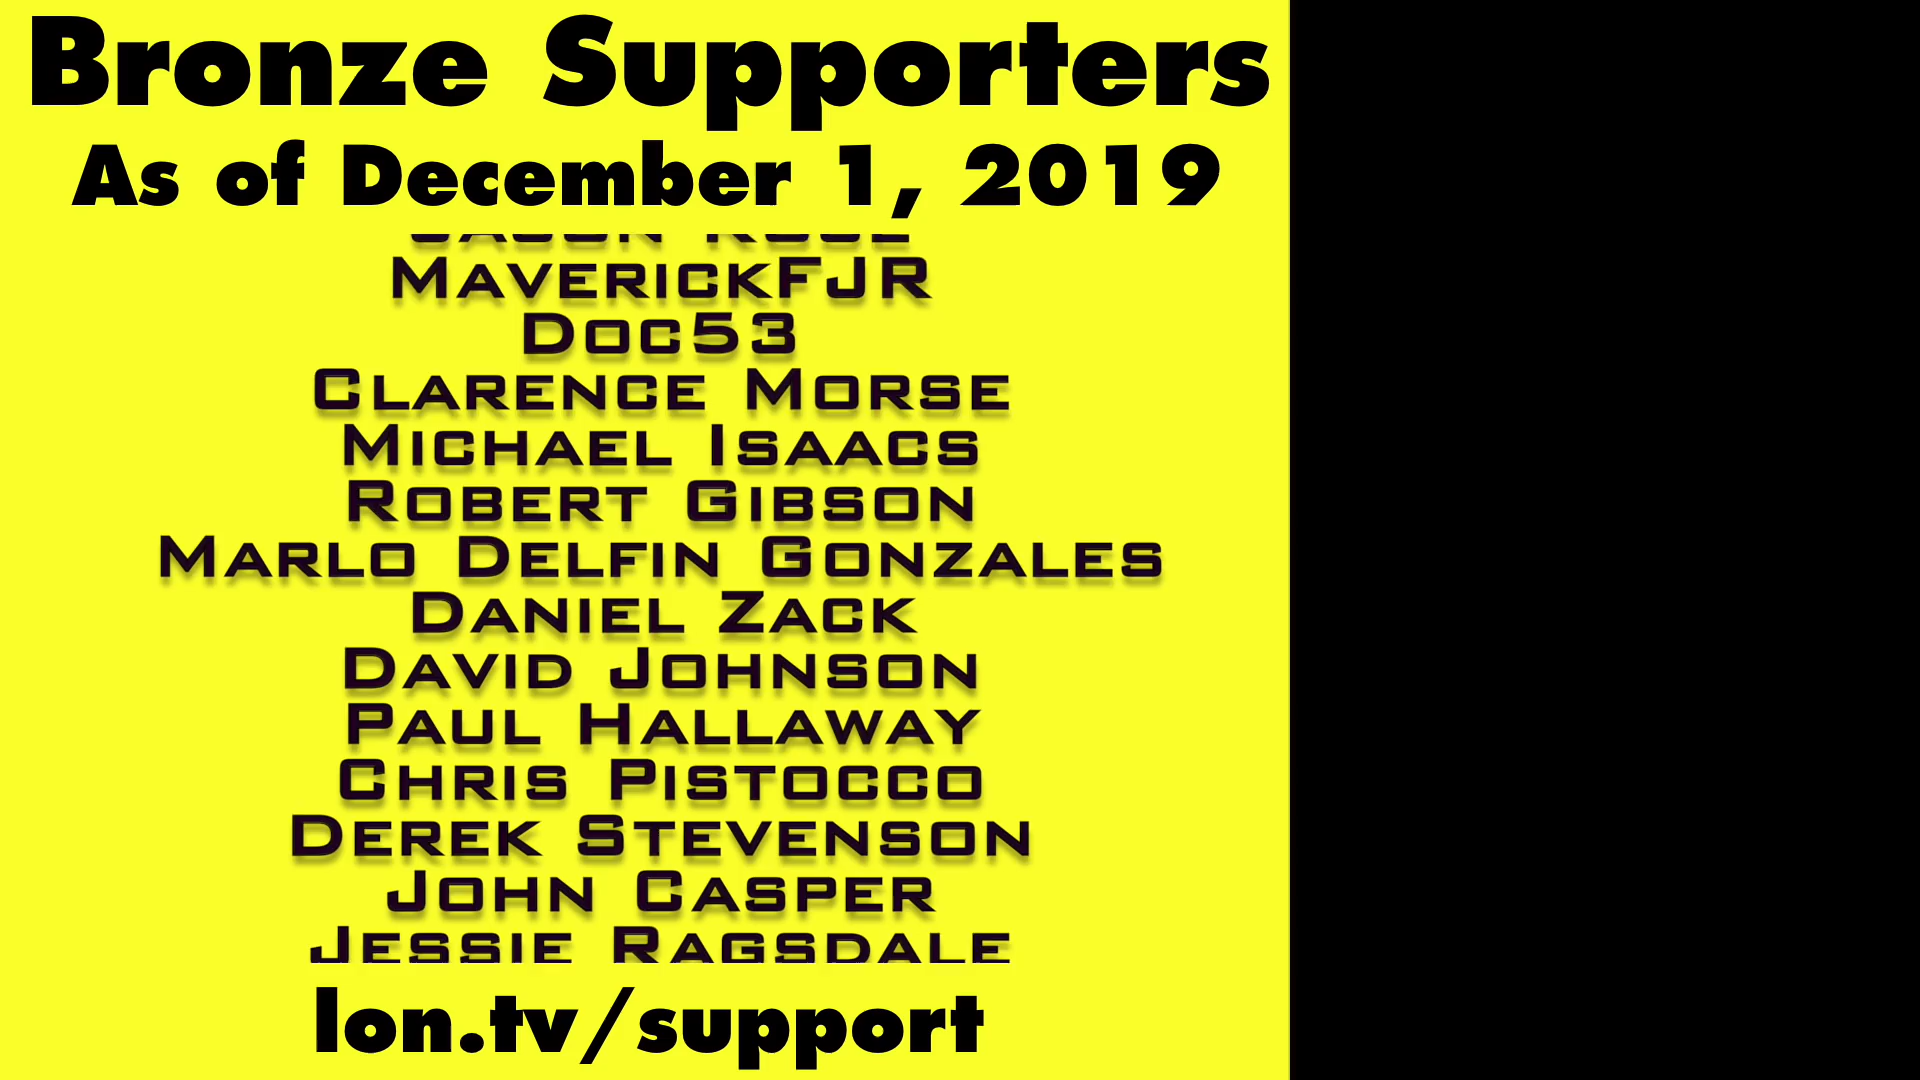 Bronze Supporters
As of December 1, 2019
MaverickFJR
Doc53
Clarence Morse
Michael Isaacs
Robert Gibson
Marlo Delfin Gonzales
Daniel Zack
David Johnson
Paul Hallaway
Chris Pistocco
Derek Stevenson
John Casper
Jessie Ragsdale
lon.tv/support